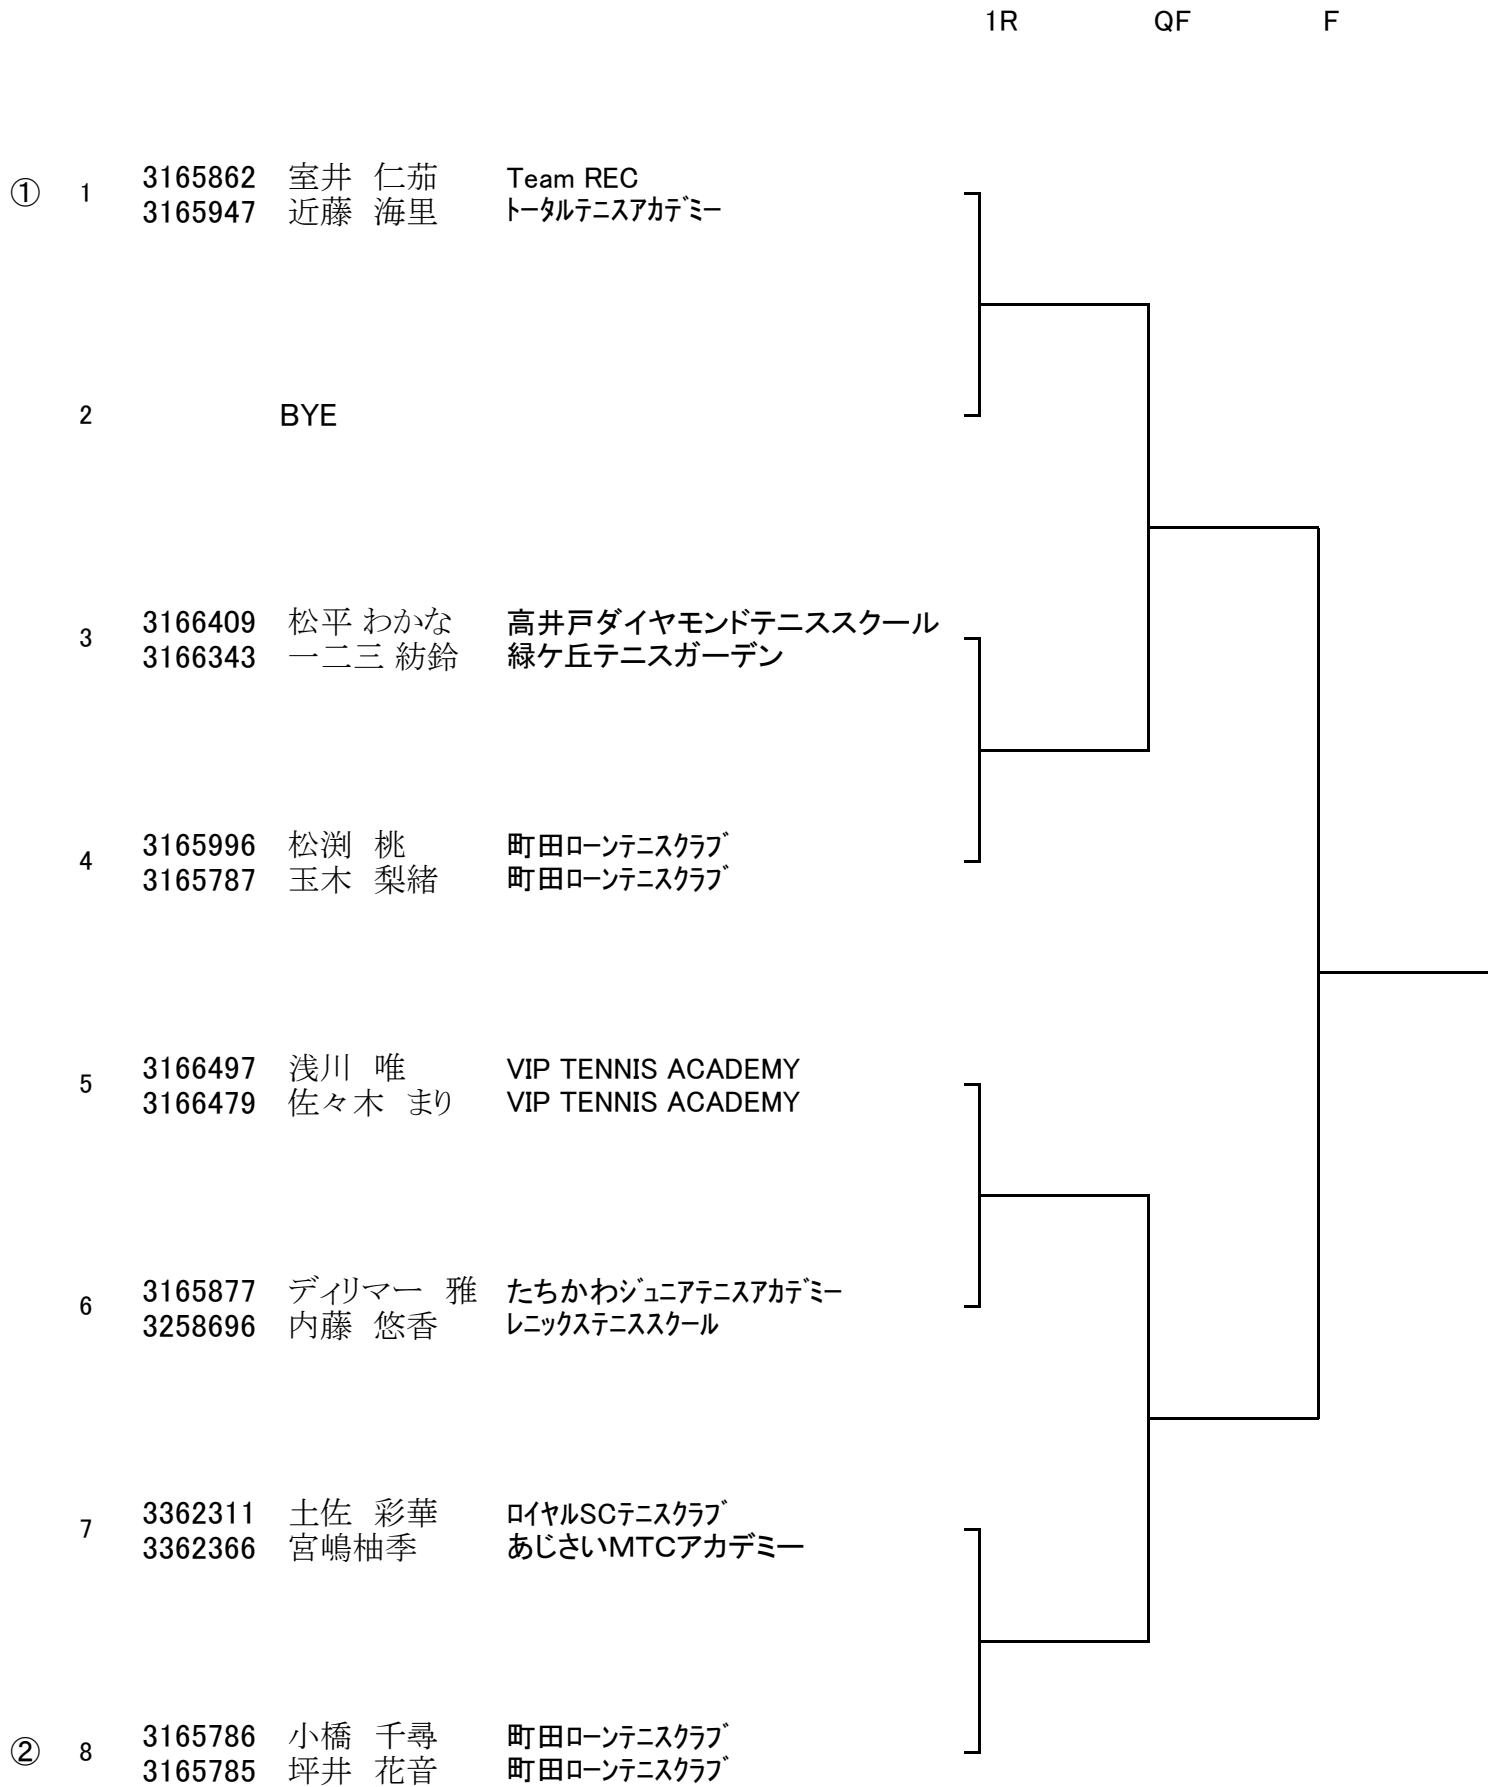 1R QF F
① 1 3165862 室井 仁茄 Team REC
3165947 近藤 海里 ﾄｰﾀﾙﾃﾆｽｱｶﾃﾞﾐｰ
2 BYE
3 3166409 松平 わかな 高井戸ダイヤモンドテニススクール
3166343 一二三 紡鈴 緑ケ丘テニスガーデン
4 3165996 松渕 桃 町田ﾛｰﾝﾃﾆｽｸﾗﾌﾞ
3165787 玉木 梨緒 町田ﾛｰﾝﾃﾆｽｸﾗﾌﾞ
5 3166497 浅川 唯 VIP TENNIS ACADEMY
3166479 佐々木 まり VIP TENNIS ACADEMY
6 3165877 ディリマー 雅 たちかわｼﾞｭﾆｱﾃﾆｽｱｶﾃﾞﾐｰ
3258696 内藤 悠香 ﾚﾆｯｸｽﾃﾆｽｽｸｰﾙ
7 3362311 土佐 彩華 ﾛｲﾔﾙSCﾃﾆｽｸﾗﾌﾞ
3362366 宮嶋柚季 あじさいMTCアカデミー
② 8 3165786 小橋 千尋 町田ﾛｰﾝﾃﾆｽｸﾗﾌﾞ
3165785 坪井 花音 町田ﾛｰﾝﾃﾆｽｸﾗﾌﾞ